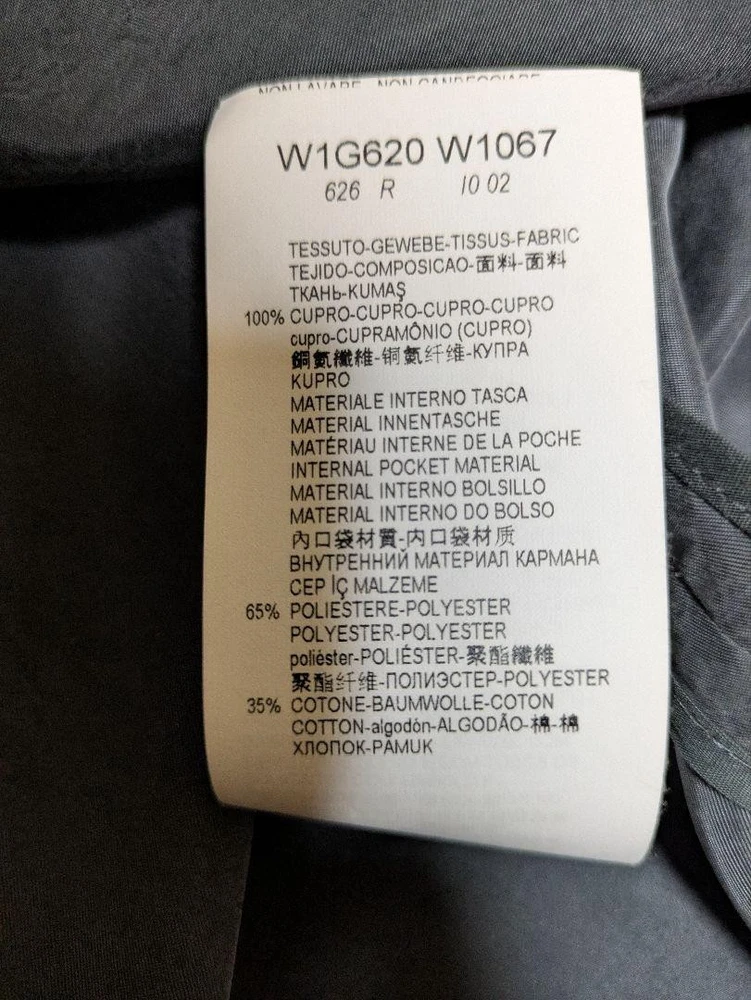 NON LAVARE - NON CANDEGGIARE
W1G620 W1067
626 R IO 02
TESSUTO-GEWEBE-TISSUS-FABRIC
TEJIDO-COMPOSICAO-面料-面料
ТКАНЬ-KUMAŞ
100% CUPRO-CUPRO-CUPRO-CUPRO
cupro-CUPRAMÔNIO (CUPRO)
銅氨纖維-铜氨纤维-КУПРА
KUPRO
MATERIALE INTERNO TASCA
MATERIAL INNENTASCHE
MATÉRIAU INTERNE DE LA POCHE
INTERNAL POCKET MATERIAL
MATERIAL INTERNO BOLSILLO
MATERIAL INTERNO DO BOLSO
內口袋材質-内口袋材质
ВНУТРЕННИЙ МАТЕРИАЛ КАРМАНА
CEP İÇ MALZEME
65% POLIESTERE-POLYESTER
POLYESTER-POLYESTER
poliéster-POLIÉSTER-聚酯纖維
聚酯纤维-ПОЛИЭСТЕР-POLYESTER
35% COTONE-BAUMWOLLE-COTON
COTTON-algodón-ALGODÃO-棉-棉
ХЛОПОК-PAMUK